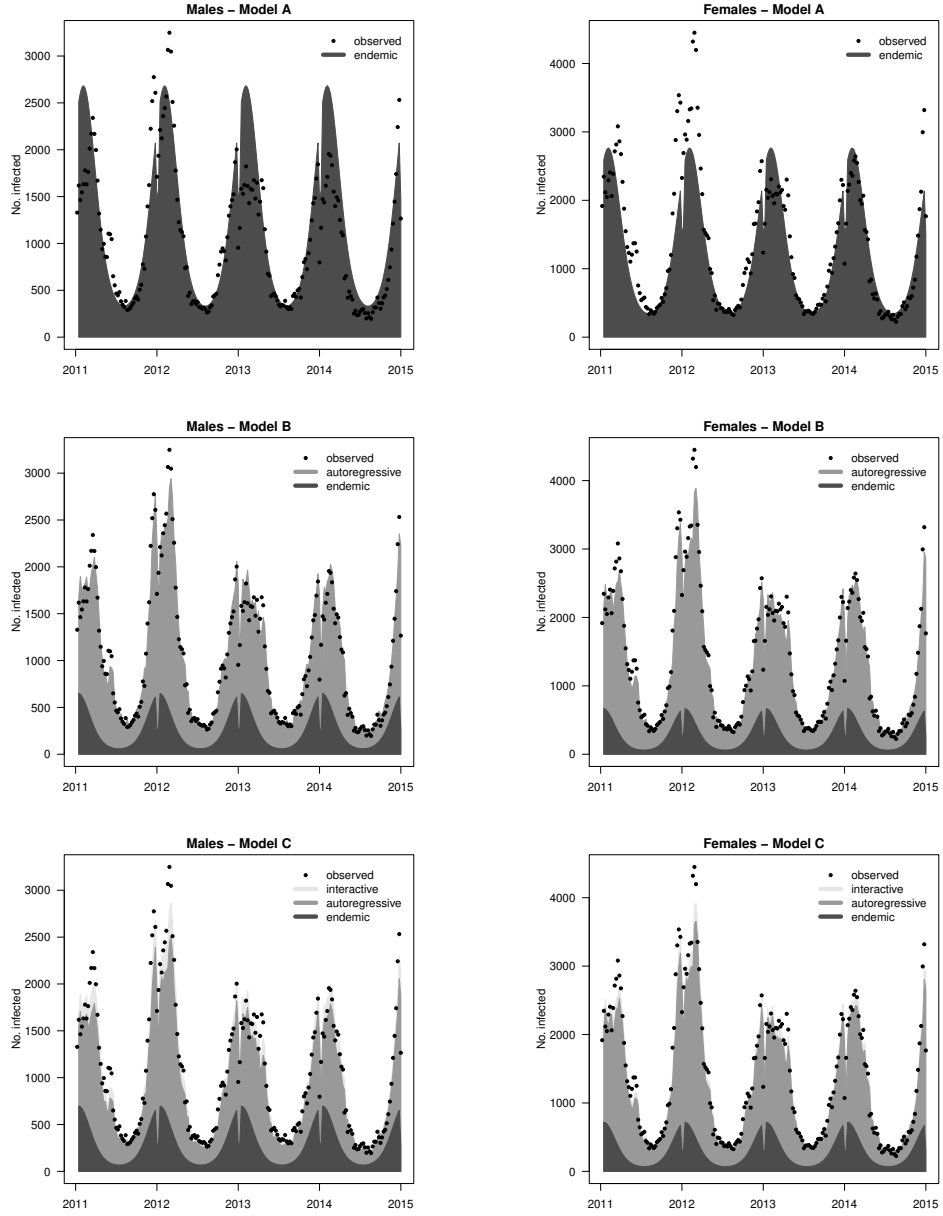 Males − Model A
No. infected
3000
2500
2000
1500
1000
500
0
observed
endemic
2011 2012 2013 2014 2015
Females − Model A
No. infected
4000
3000
2000
1000
0
observed
endemic
2011 2012 2013 2014 2015
Males − Model B
No. infected
3000
2500
2000
1500
1000
500
0
observed
autoregressive
endemic
2011 2012 2013 2014 2015
Females − Model B
No. infected
4000
3000
2000
1000
0
observed
autoregressive
endemic
2011 2012 2013 2014 2015
Males − Model C
No. infected
3000
2500
2000
1500
1000
500
0
observed
interactive
autoregressive
endemic
2011 2012 2013 2014 2015
Females − Model C
No. infected
4000
3000
2000
1000
0
observed
interactive
autoregressive
endemic
2011 2012 2013 2014 2015